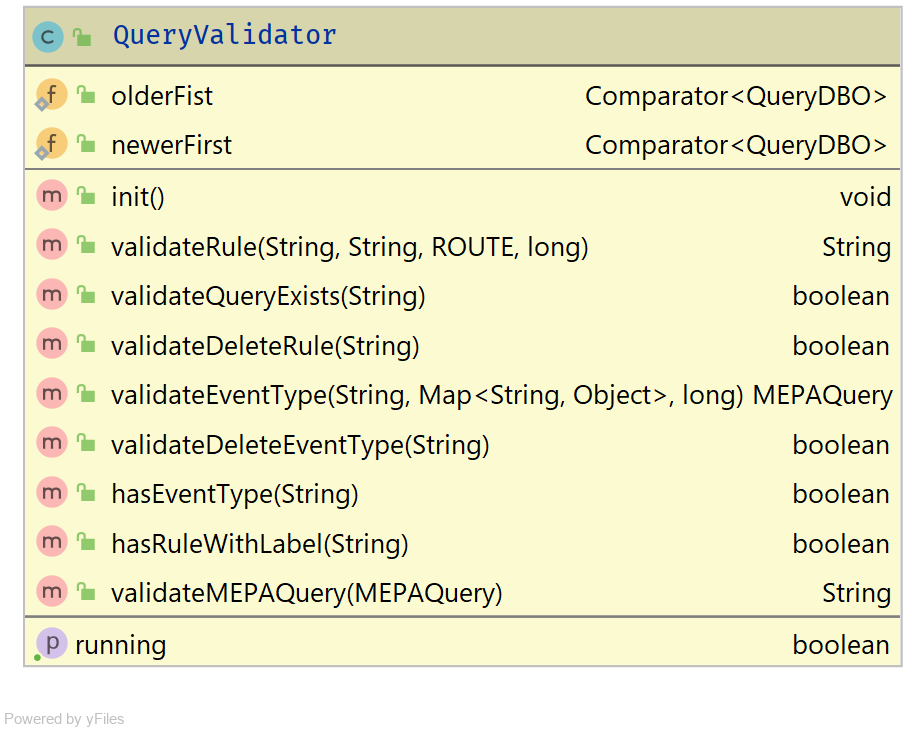 C QueryValidator
f olderFist Comparator<QueryDBO>
f newerFirst Comparator<QueryDBO>
m init() void
m validateRule(String, String, ROUTE, long) String
m validateQueryExists(String) boolean
m validateDeleteRule(String) boolean
m validateEventType(String, Map<String, Object>, long) MEPAQuery
m validateDeleteEventType(String) boolean
m hasEventType(String) boolean
m hasRuleWithLabel(String) boolean
m validateMEPAQuery(MEPAQuery) String
p running boolean
Powered by yFiles